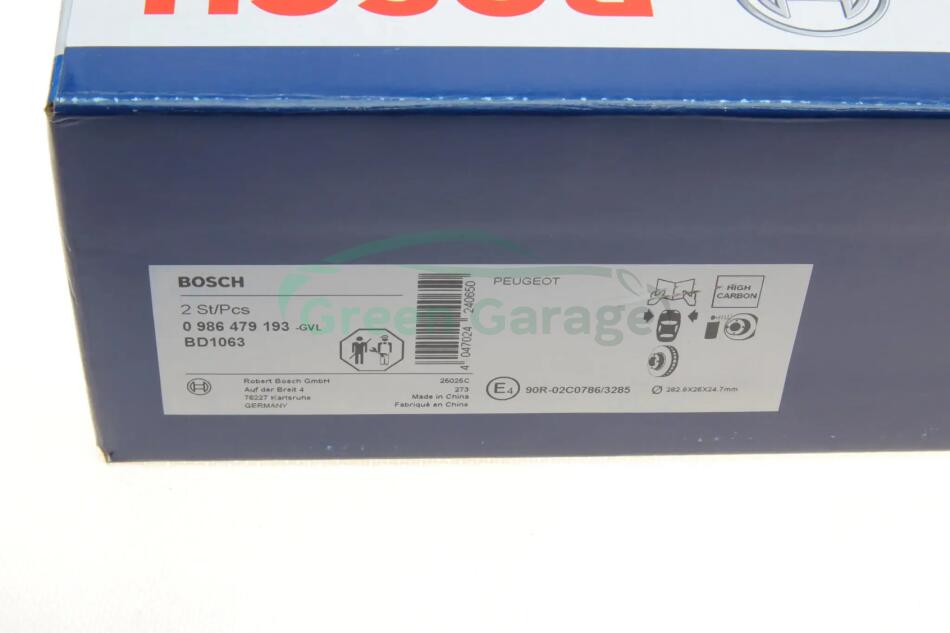 BOSCH
BOSCH
2 St/Pcs
0 986 479 193 -GVL
BD1063
Robert Bosch GmbH
Auf der Breit 4
76227 Karlsruhe
GERMANY
4 047024 240650
26025C
273
Made in China
Fabriqué en China
PEUGEOT
HIGH
CARBON
E4 90R-02C0786/3285
Ø 282.8X26X24.7mm
Green Garage